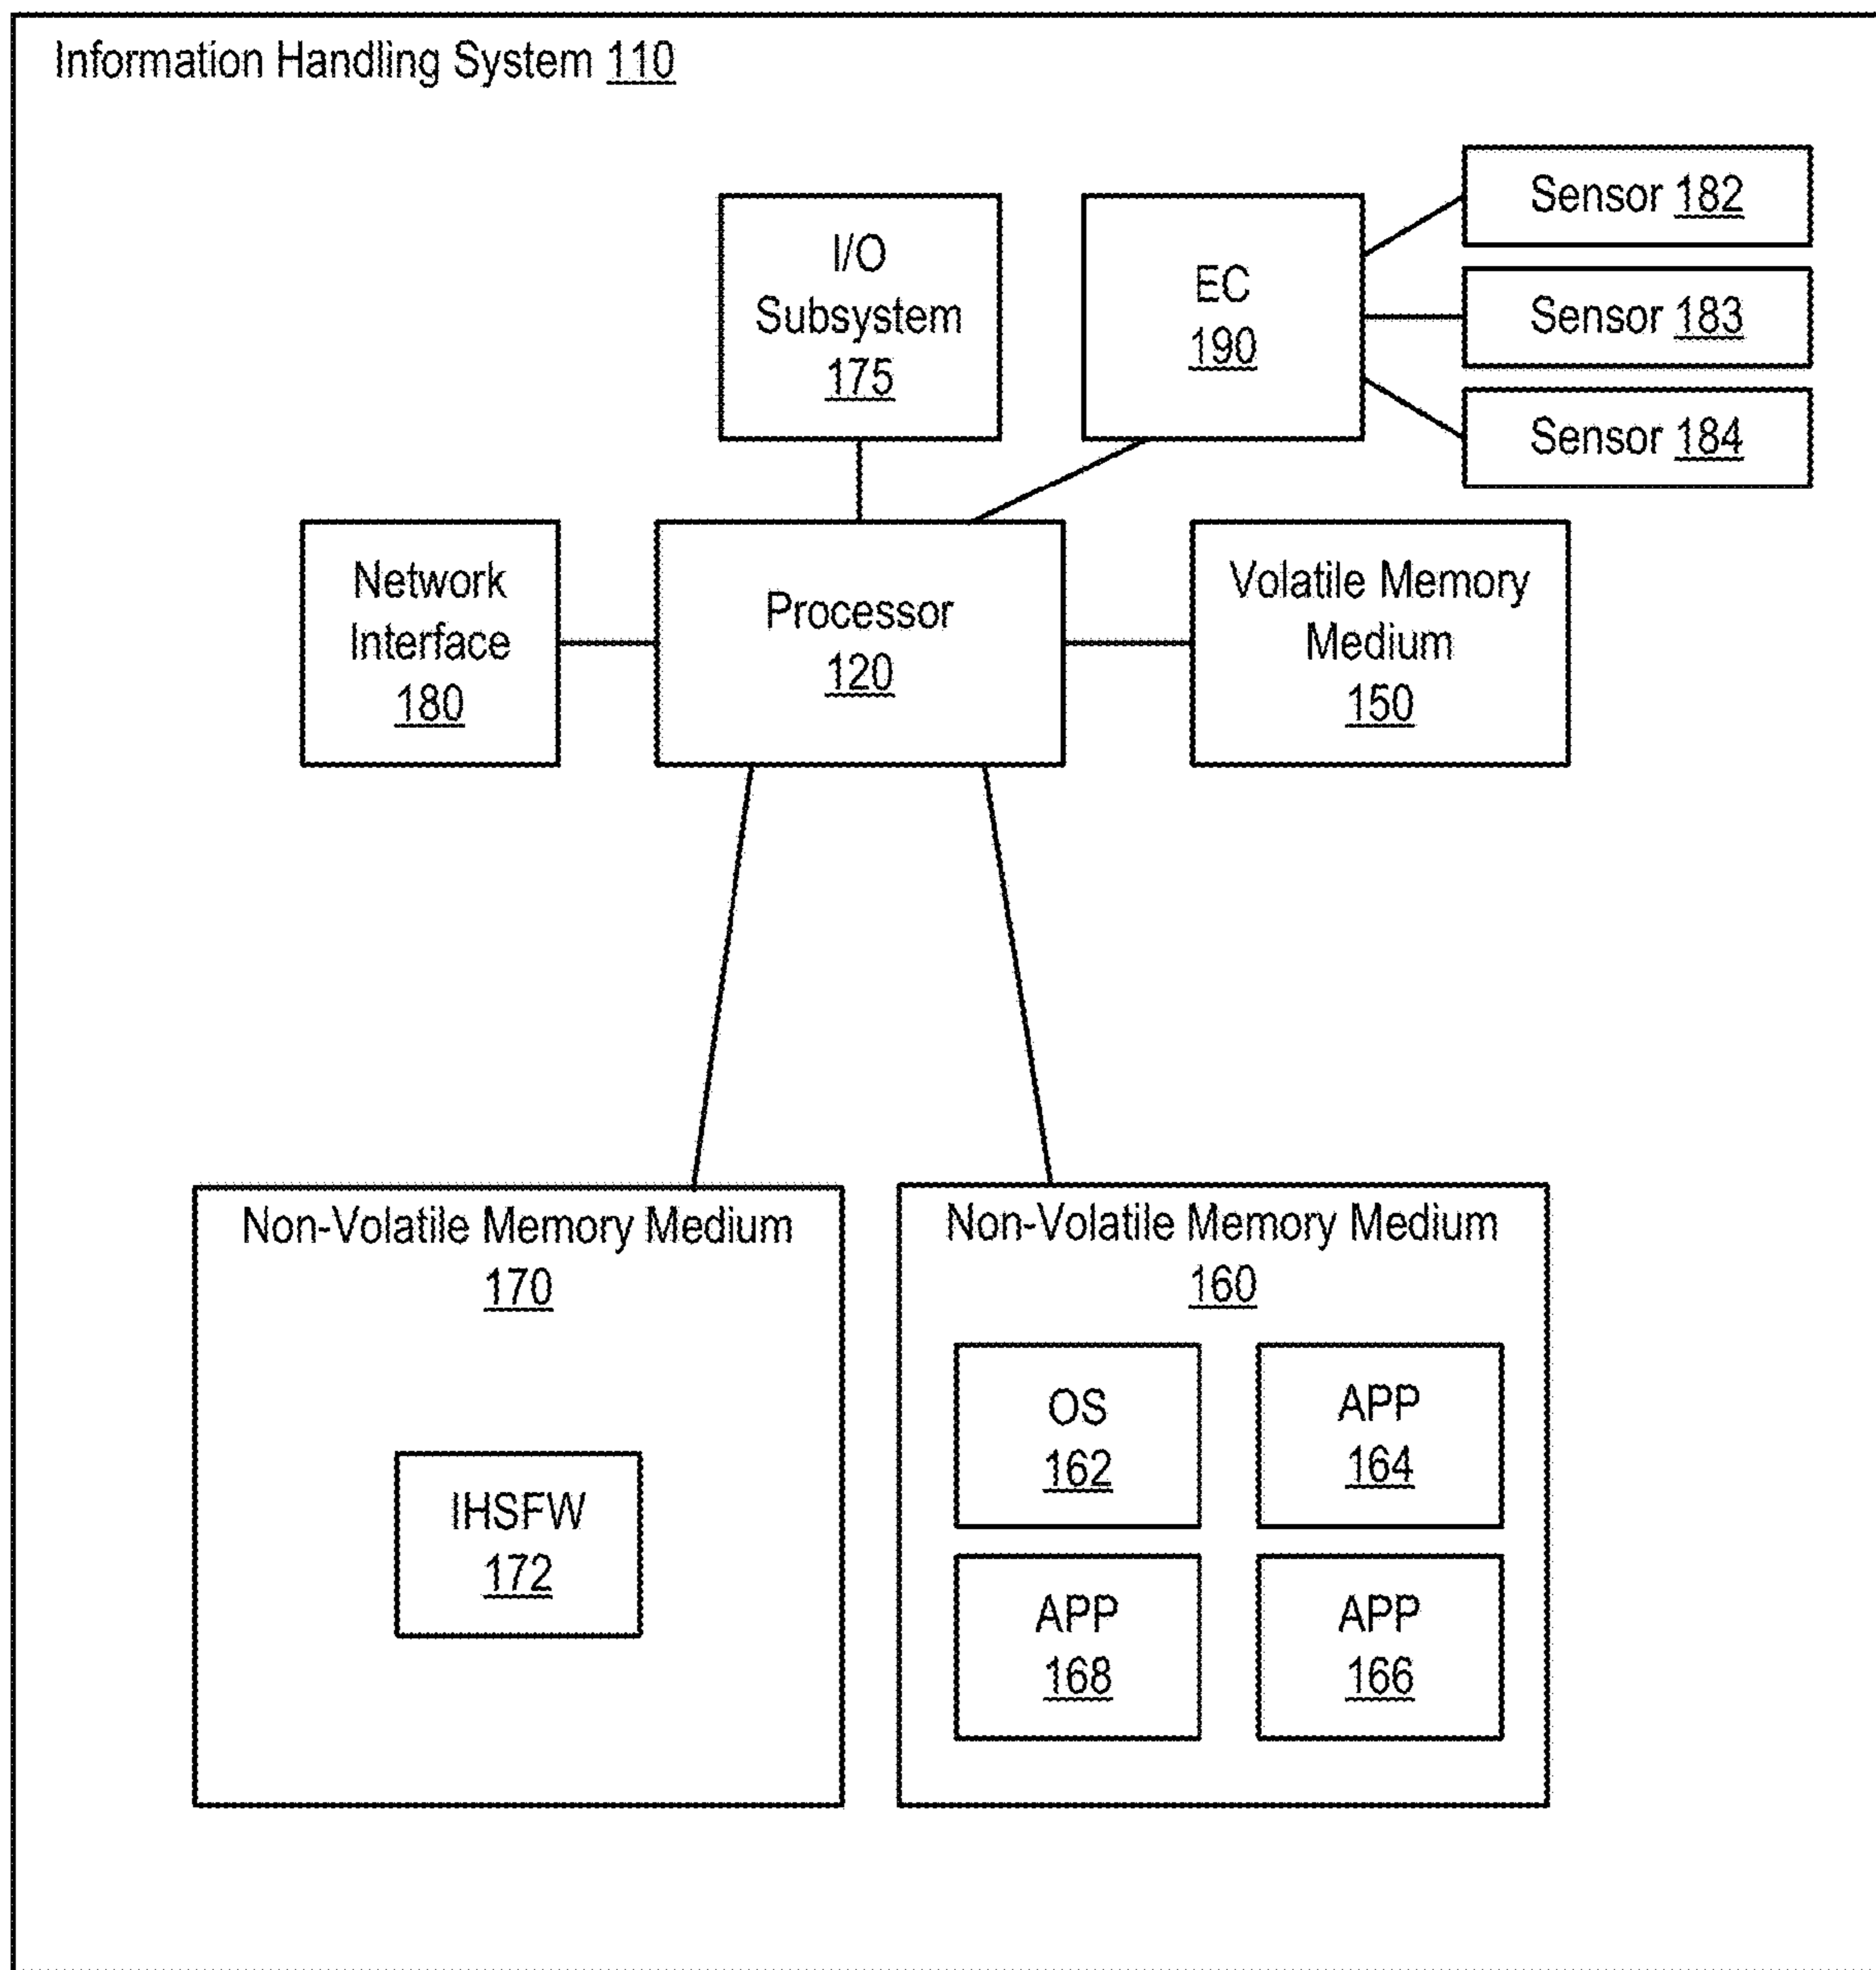 Information Handling System 110
Sensor 182
I/O
Subsystem
175
EC
190
Sensor 183
Sensor 184
Network
Interface
180
Processor
120
Volatile Memory
Medium
150
Non-Volatile Memory Medium
170
IHSFW
172
Non-Volatile Memory Medium
160
OS
162
APP
164
APP
168
APP
166